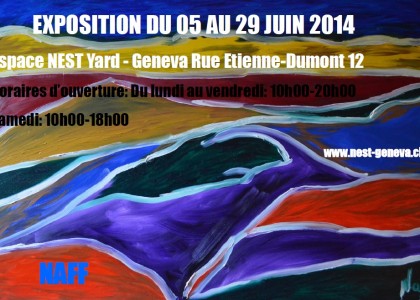 EXPOSITION DU 05 AU 29 JUIN 2014
space NEST Yard - Geneva Rue Etienne-Dumont 12
oraires d'ouverture: Du lundi au vendredi: 10h00-20h00
amedi: 10h00-18h00
www.nest-geneva.c
NAFF